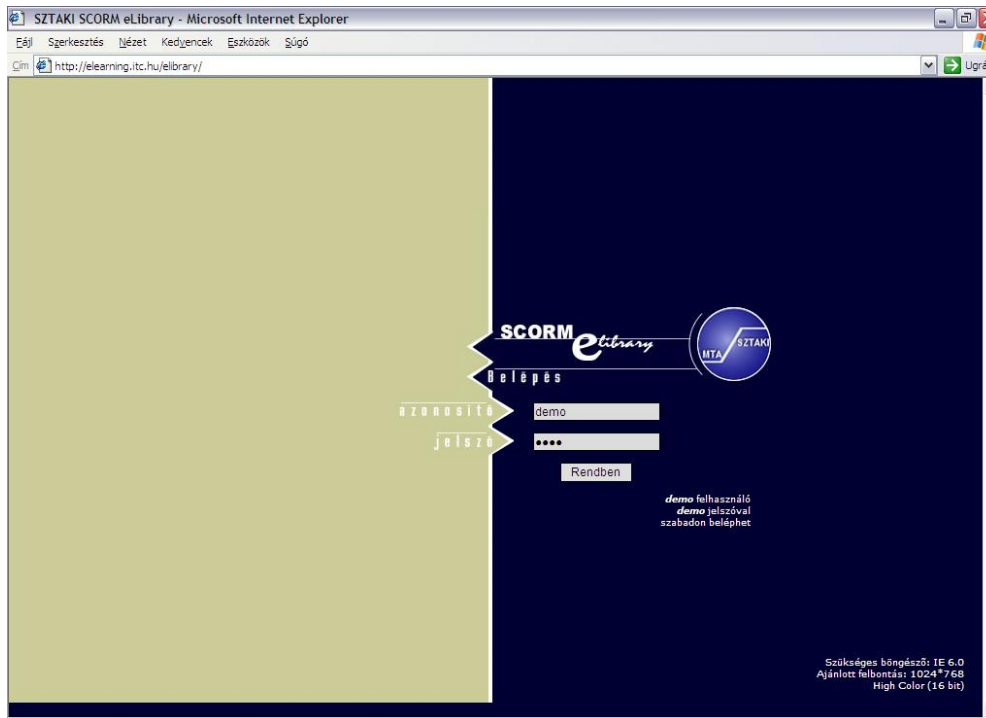 SZTAKI SCORM eLibrary - Microsoft Internet Explorer
Fájl Szerkesztés Nézet Kedvencek Eszközök Súgó
Cím http://elearning.itc.hu/elibrary/ Ugrá
SCORM elibrary
MTA SZTAKI
Belépés
azonosító demo
jelszó ••••
Rendben
demo felhasználó
demo jelszóval
szabadon beléphet
Szükséges böngésző: IE 6.0
Ajánlott felbontás: 1024*768
High Color (16 bit)